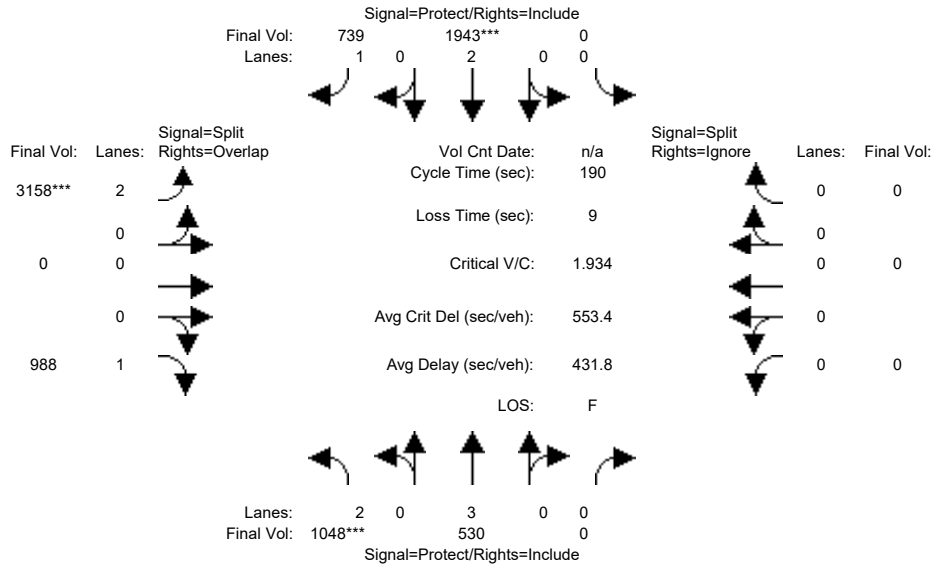 Signal=Protect/Rights=Include
Final Vol: 739 1943*** 0
Lanes: 1 0 2 0 0
Signal=Split Signal=Split
Final Vol: Lanes: Rights=Overlap Vol Cnt Date: n/a Rights=Ignore Lanes: Final Vol:
Cycle Time (sec): 190
3158*** 2 0 0
Loss Time (sec): 9
0 0
0 0 Critical V/C: 1.934 0 0
0 Avg Crit Del (sec/veh): 553.4 0
988 1 Avg Delay (sec/veh): 431.8 0 0
LOS: F
Lanes: 2 0 3 0 0
Final Vol: 1048*** 530 0
Signal=Protect/Rights=Include